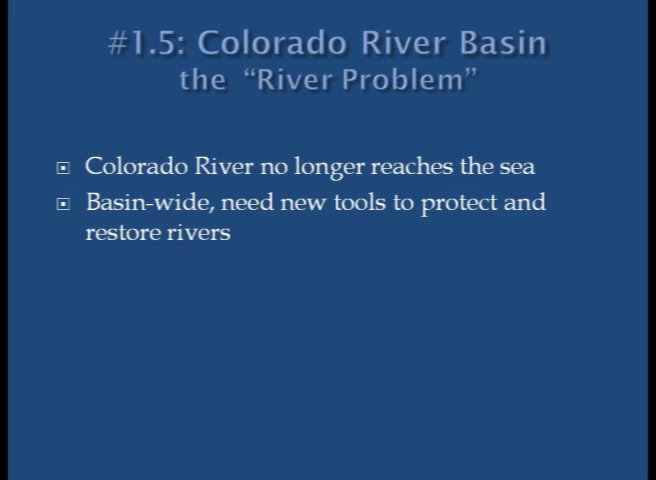 #1.5: Colorado River Basin
the “River Problem”
Colorado River no longer reaches the sea
Basin-wide, need new tools to protect and
restore rivers